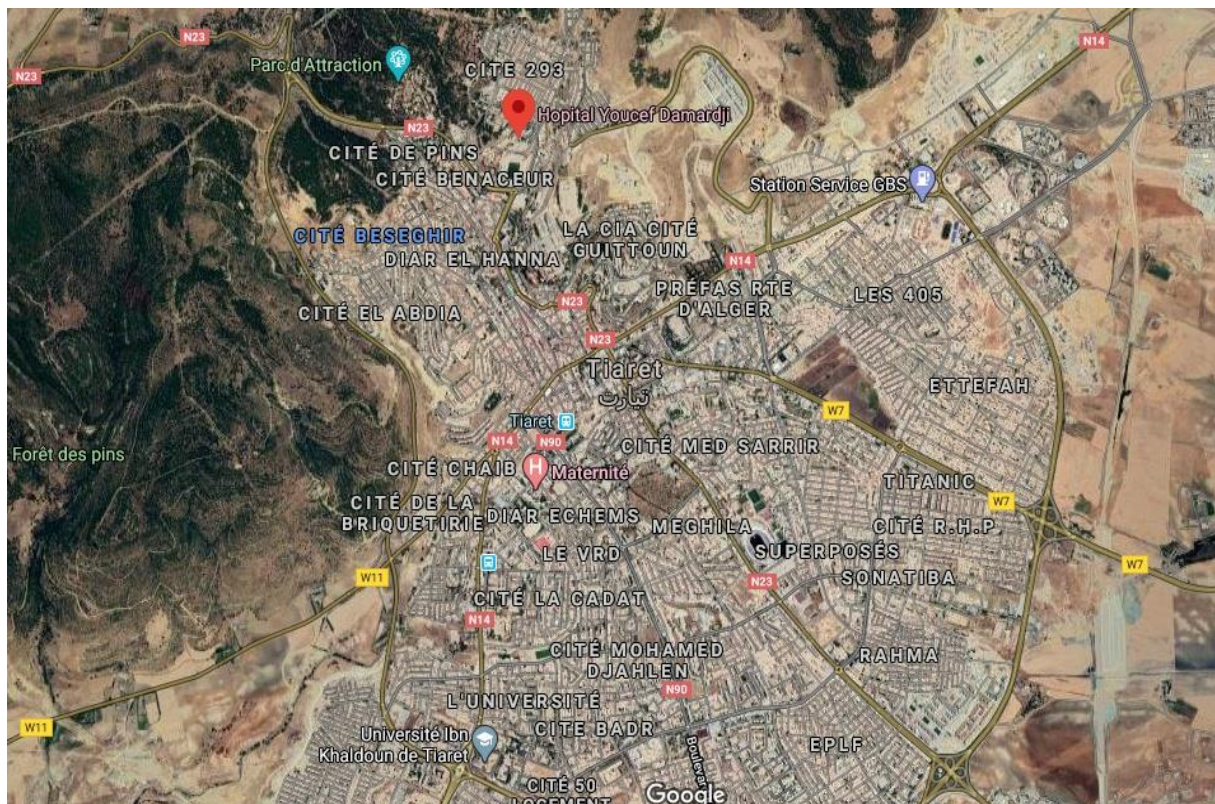 N14
N23
N23
Parc d'Attraction
CITE 293
Hopital Youcef Damardji
N23
CITÉ DE PINS
CITÉ BENACEUR
Station Service GBS
CITÉ BESEGHIR
LA CIA CITÉ
GUITTOUN
DIAR EL HANNA
N14
PRÉFAS RTE
D'ALGER
LES 405
N23
CITÉ EL ABDIA
N23
Tiaret
تيارت
ETTEFAH
W7
Tiaret
N14
N90
CITÉ MED SARRIR
Forêt des pins
CITÉ CHAIB
H
Maternité
TITANIC
W7
CITÉ DE LA
BRIQUETIRIE
DIAR ECHEMS
MEGHILA
CITÉ R.H.P
LE VRD
SUPERPOSÉS
W7
W11
N23
SONATIBA
CITÉ LA CADAT
N14
CITÉ MOHAMED
DJAHLEN
RAHMA
N90
L'UNIVERSITÉ
W11
CITE BADR
Université Ibn
Khaldoun de Tiaret
EPLF
Boulevar
CITÉ 50
LOGEMENT
Google